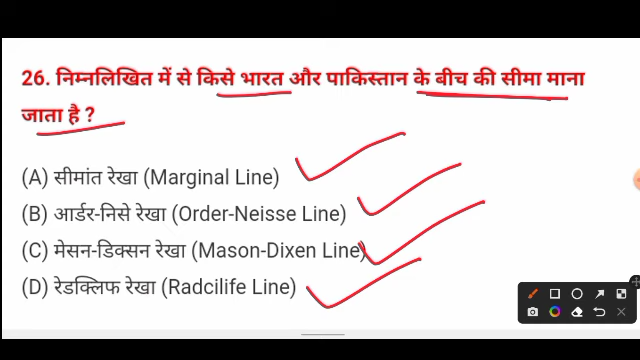 26. निम्नलिखित में से किसे भारत और पाकिस्तान के बीच की सीमा माना
जाता है ?
(A) सीमांत रेखा (Marginal Line)
(B) आर्डर-निसे रेखा (Order-Neisse Line)
(C) मेसन-डिक्सन रेखा (Mason-Dixen Line)
(D) रेडक्लिफ रेखा (Radcilife Line)